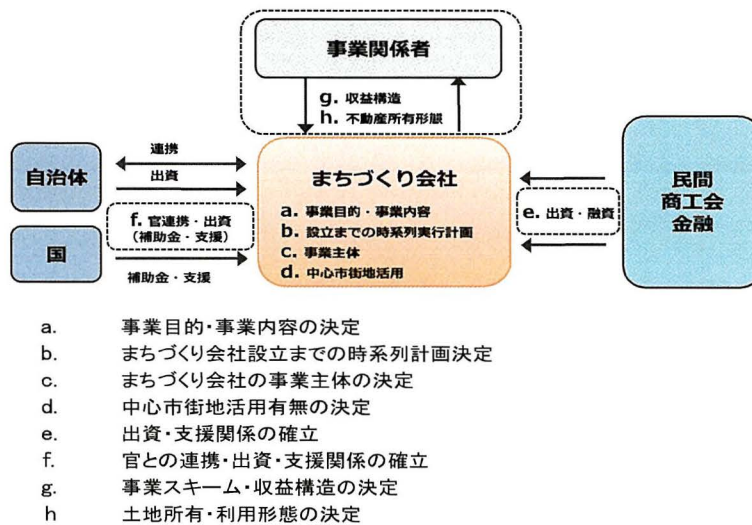 事業関係者
g. 収益構造
h. 不動産所有形態
自治体
国
連携
出資
f. 官連携・出資
(補助金・支援)
補助金・支援
まちづくり会社
a. 事業目的・事業内容
b. 設立までの時系列実行計画
c. 事業主体
d. 中心市街地活用
e. 出資・融資
民間
商工会
金融
a. 事業目的・事業内容の決定
b. まちづくり会社設立までの時系列計画決定
c. まちづくり会社の事業主体の決定
d. 中心市街地活用有無の決定
e. 出資・支援関係の確立
f. 官との連携・出資・支援関係の確立
g. 事業スキーム・収益構造の決定
h 土地所有・利用形態の決定